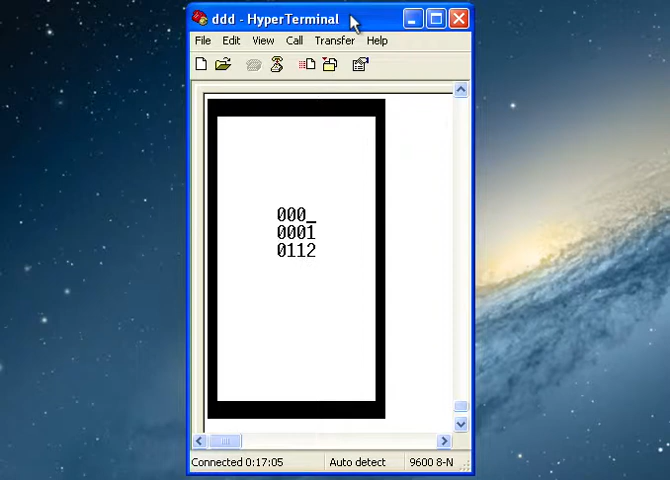 ddd - HyperTerminal
File Edit View Call Transfer Help
000_
0001
0112
Connected 0:17:05 Auto detect 9600 8-N